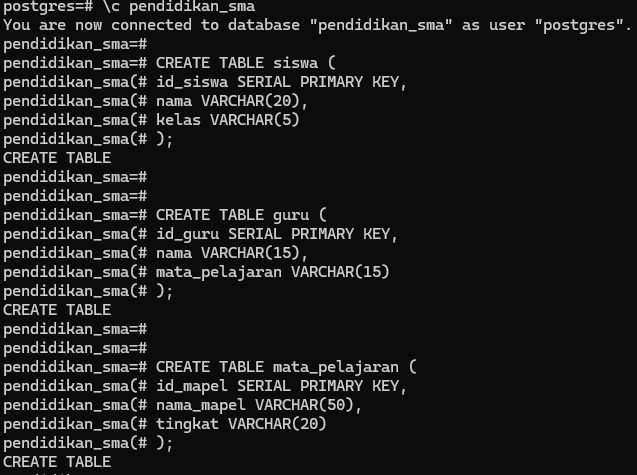 postgres=# \c pendidikan_sma
You are now connected to database "pendidikan_sma" as user "postgres".
pendidikan_sma=#
pendidikan_sma=# CREATE TABLE siswa (
pendidikan_sma(# id_siswa SERIAL PRIMARY KEY,
pendidikan_sma(# nama VARCHAR(20),
pendidikan_sma(# kelas VARCHAR(5)
pendidikan_sma(# );
CREATE TABLE
pendidikan_sma=#
pendidikan_sma=#
pendidikan_sma=# CREATE TABLE guru (
pendidikan_sma(# id_guru SERIAL PRIMARY KEY,
pendidikan_sma(# nama VARCHAR(15),
pendidikan_sma(# mata_pelajaran VARCHAR(15)
pendidikan_sma(# );
CREATE TABLE
pendidikan_sma=#
pendidikan_sma=#
pendidikan_sma=# CREATE TABLE mata_pelajaran (
pendidikan_sma(# id_mapel SERIAL PRIMARY KEY,
pendidikan_sma(# nama_mapel VARCHAR(50),
pendidikan_sma(# tingkat VARCHAR(20)
pendidikan_sma(# );
CREATE TABLE